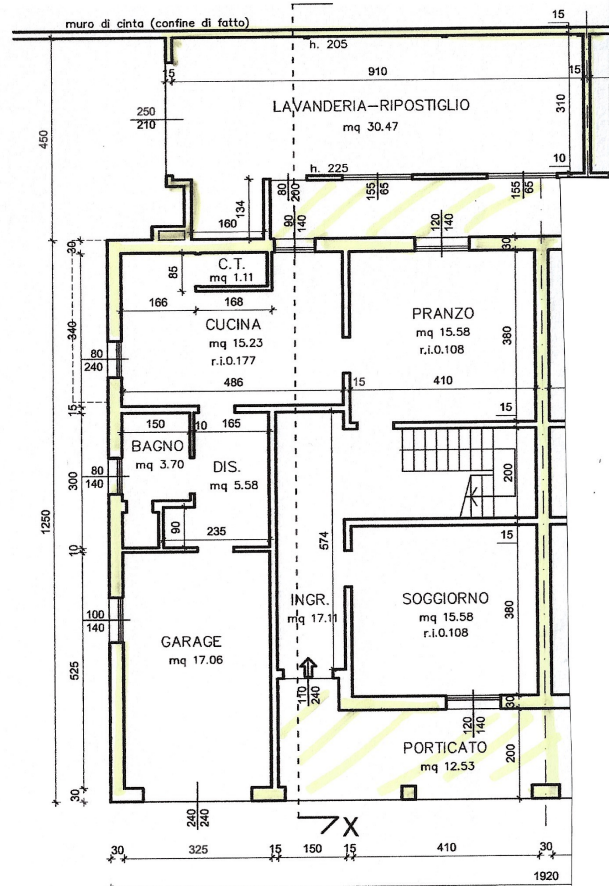 muro di cinta (confine di fatto)
15
h. 205
15
910
15
310
250
210
LAVANDERIA-RIPOSTIGLIO
mq 30.47
450
10
h. 225
80
200
155
65
155
65
134
160
90
140
120
140
30
30
C.T.
mq 1.11
85
166
168
CUCINA
mq 15.23
r.i.0.177
PRANZO
mq 15.58
r.i.0.108
340
380
80
240
486
15
410
15
15
150
10
165
BAGNO
mq 3.70
DIS.
mq 5.58
80
140
300
200
1250
90
235
574
15
10
100
140
INGR.
mq 17.11
SOGGIORNO
mq 15.58
r.i.0.108
380
GARAGE
mq 17.06
525
110
240
30
120
140
PORTICATO
mq 12.53
200
30
240
240
X
30
325
15
150
15
410
30
1920